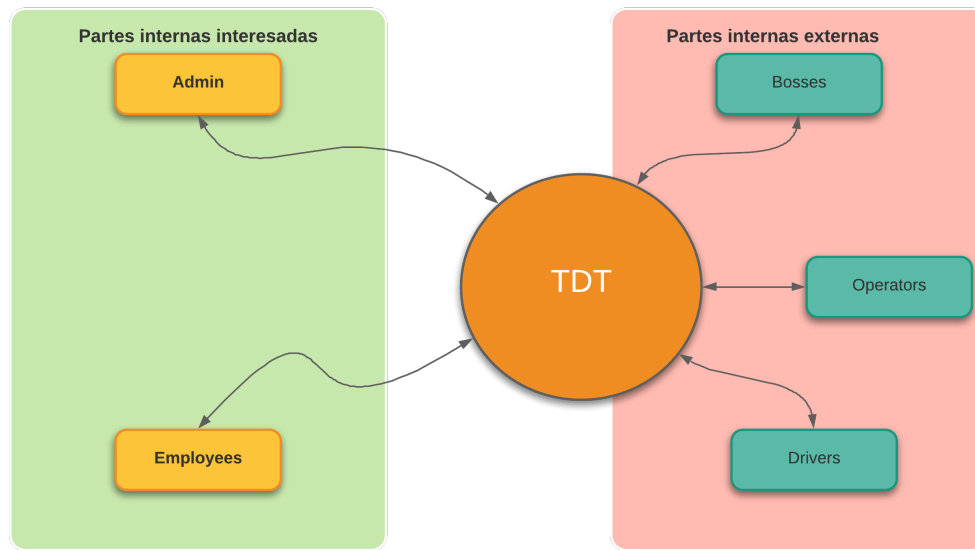 Partes internas interesadas
Admin
Employees
TDT
Partes internas externas
Bosses
Operators
Drivers